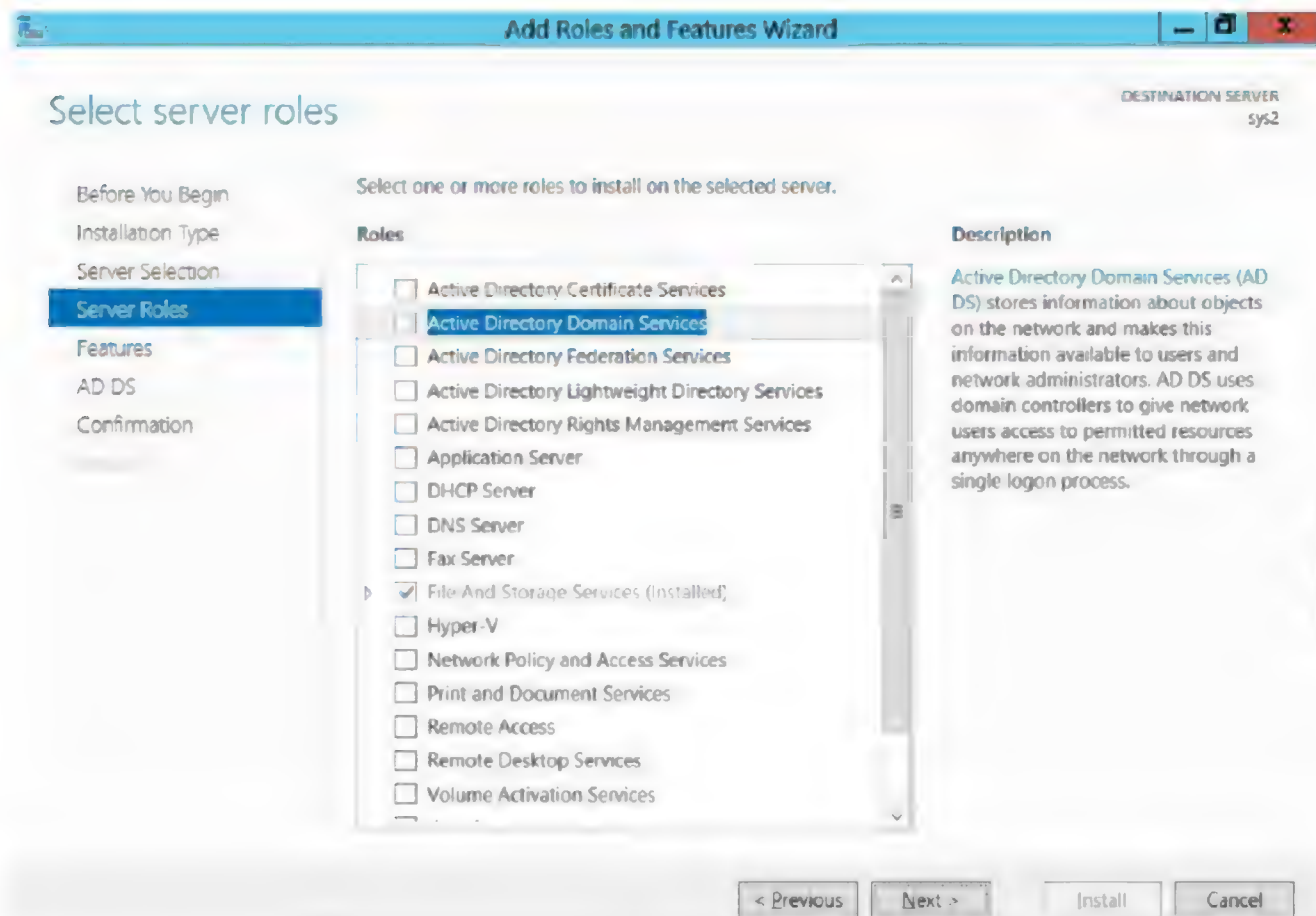 Add Roles and Features Wizard
Select server roles
DESTINATION SERVER
sys2
Before You Begin
Installation Type
Server Selection
Server Roles
Features
AD DS
Confirmation
Select one or more roles to install on the selected server.
Roles
Active Directory Certificate Services
Active Directory Domain Services
Active Directory Federation Services
Active Directory Lightweight Directory Services
Active Directory Rights Management Services
Application Server
DHCP Server
DNS Server
Fax Server
File And Storage Services (Installed)
Hyper-V
Network Policy and Access Services
Print and Document Services
Remote Access
Remote Desktop Services
Volume Activation Services
Description
Active Directory Domain Services (AD
DS) stores information about objects
on the network and makes this
information available to users and
network administrators. AD DS uses
domain controllers to give network
users access to permitted resources
anywhere on the network through a
single logon process.
< Previous
Next >
Install
Cancel